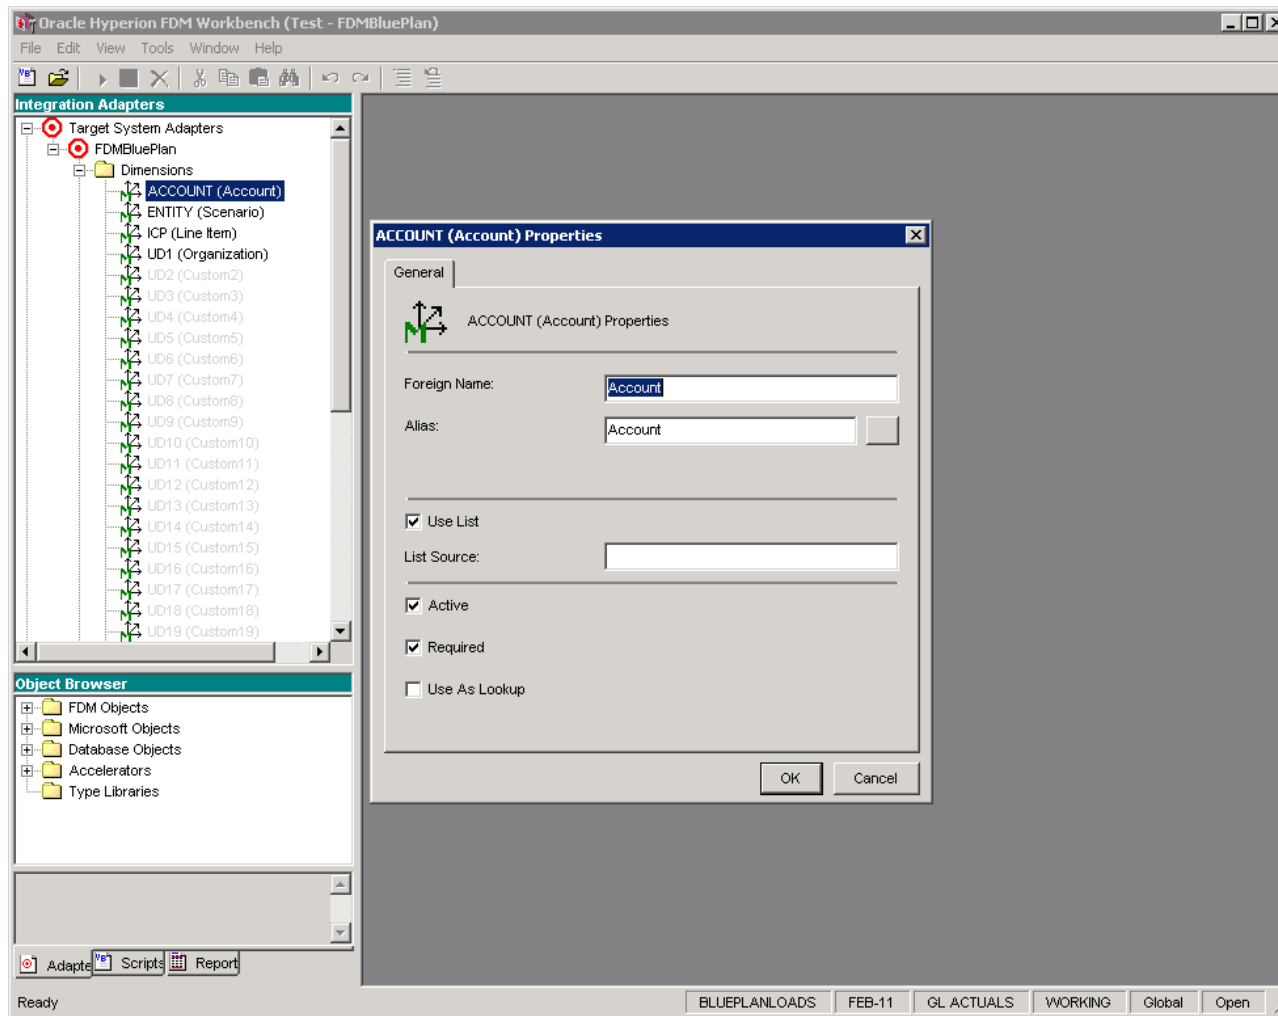 Oracle Hyperion FDM Workbench (Test - FDMBluePlan)
File Edit View Tools Window Help
Integration Adapters
Target System Adapters
FDMBluePlan
Dimensions
ACCOUNT (Account)
ENTITY (Scenario)
ICP (Line Item)
UD1 (Organization)
UD2 (Custom2)
UD3 (Custom3)
UD4 (Custom4)
UD5 (Custom5)
UD6 (Custom6)
UD7 (Custom7)
UD8 (Custom8)
UD9 (Custom9)
UD10 (Custom10)
UD11 (Custom11)
UD12 (Custom12)
UD13 (Custom13)
UD14 (Custom14)
UD15 (Custom15)
UD16 (Custom16)
UD17 (Custom17)
UD18 (Custom18)
UD19 (Custom19)
Object Browser
FDM Objects
Microsoft Objects
Database Objects
Accelerators
Type Libraries
Adapte Scripts Report
ACCOUNT (Account) Properties
General
ACCOUNT (Account) Properties
Foreign Name: Account
Alias: Account
Use List
List Source:
Active
Required
Use As Lookup
OK Cancel
Ready BLUEPLANLOADS FEB-11 GL ACTUALS WORKING Global Open